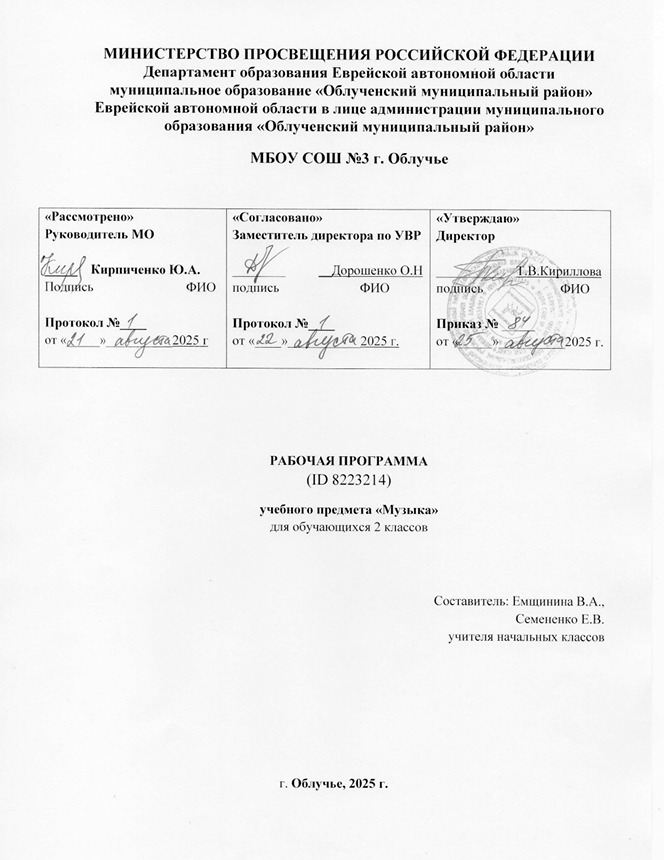 МИНИСТЕРСТВО ПРОСВЕЩЕНИЯ РОССИЙСКОЙ ФЕДЕРАЦИИ
Департамент образования Еврейской автономной области
муниципальное образование «Облученский муниципальный район»
Еврейской автономной области в лице администрации муниципального
образования «Облученский муниципальный район»
МБОУ СОШ №3 г. Облучье
«Рассмотрено»
Руководитель МО
Кирпиченко Ю.А.
Подпись ФИО
Протокол № 1
от «21 » августа 2025 г
«Согласовано»
Заместитель директора по УВР
Дорошенко О.Н
подпись ФИО
Протокол № 1
от «22 » августа 2025 г.
«Утверждаю»
Директор
Т.В.Кириллова
подпись ФИО
Приказ № 84
от «25 » августа 2025 г.
РАБОЧАЯ ПРОГРАММА
(ID 8223214)
учебного предмета «Музыка»
для обучающихся 2 классов
Составитель: Емщинина В.А.,
Семененко Е.В.
учителя начальных классов
г. Облучье, 2025 г.